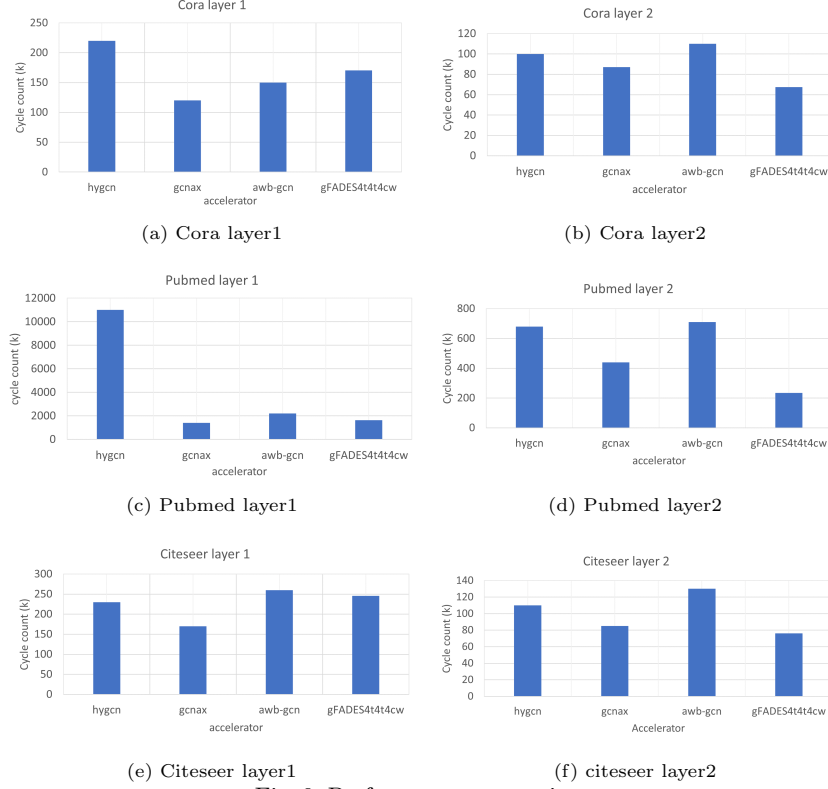 Cora layer 1
Cycle count (k)
250
200
150
100
50
0
hygcn gcnax awb-gcn gFADES4t4t4cw
accelerator
(a) Cora layer1
Cora layer 2
Cycle count (k)
120
100
80
60
40
20
0
hygcn gcnax awb-gcn gFADES4t4t4cw
accelerator
(b) Cora layer2
Pubmed layer 1
cycle count (k)
12000
10000
8000
6000
4000
2000
0
hygcn gcnax awb-gcn gFADES4t4t4cw
accelerator
(c) Pubmed layer1
Pubmed layer 2
Cycle count (k)
800
600
400
200
0
hygcn gcnax awb-gcn gFADES4t4t4cw
accelerator
(d) Pubmed layer2
Citeseer layer 1
Cycle count (k)
300
250
200
150
100
50
0
hygcn gcnax awb-gcn gFADES4t4t4cw
accelerator
(e) Citeseer layer1
Citeseer layer 2
Cycle count (k)
140
120
100
80
60
40
20
0
hygcn gcnax awb-gcn gFADES4t4t4cw
Accelerator
(f) citeseer layer2